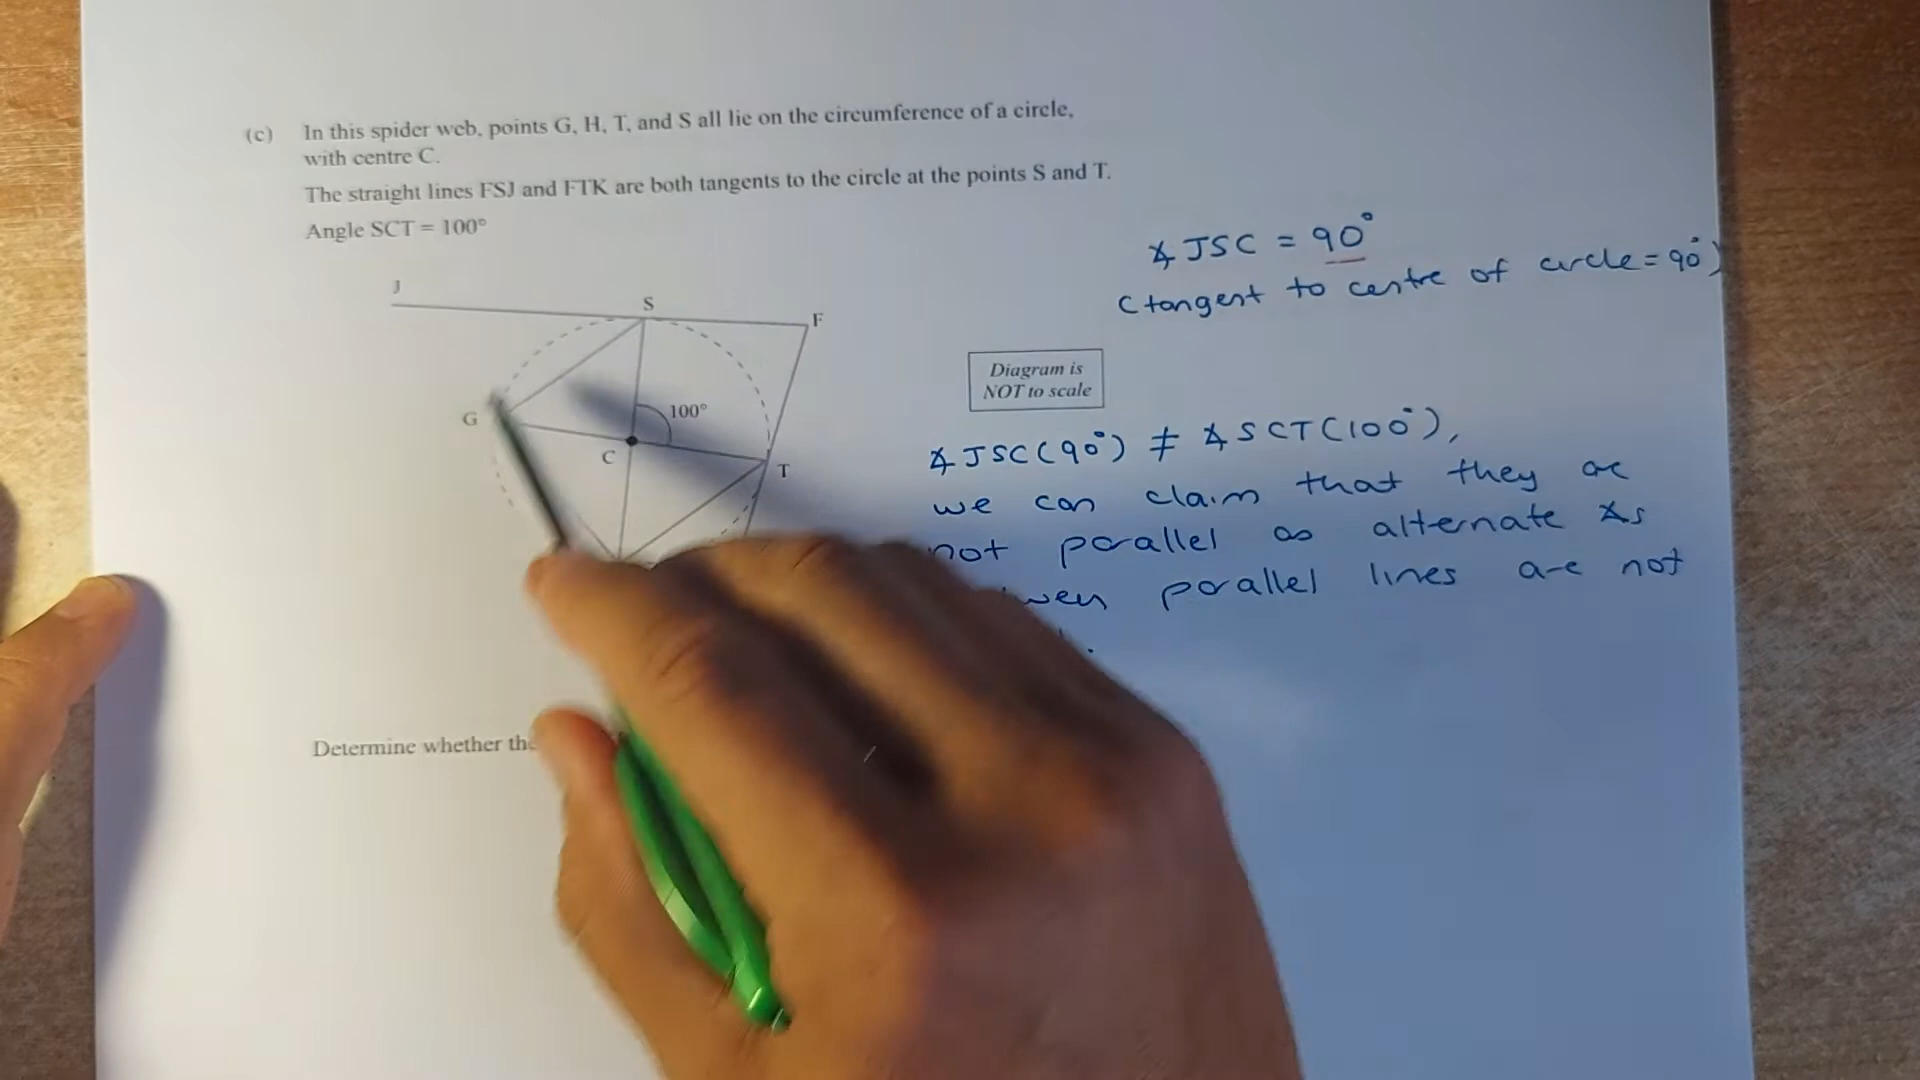 (c) In this spider web, points G, H, T, and S all lie on the circumference of a circle,
with centre C.
The straight lines FSJ and FTK are both tangents to the circle at the points S and T.
Angle SCT = 100°
∡JSC = 90°
(tangent to centre of circle = 90°)
J
S
F
Diagram is
NOT to scale
100°
G
C
T
∡JSC(90°) ≠ ∡SCT(100°),
we can claim that they are
not parallel as alternate ∡s
parallel lines are not
Determine whether the